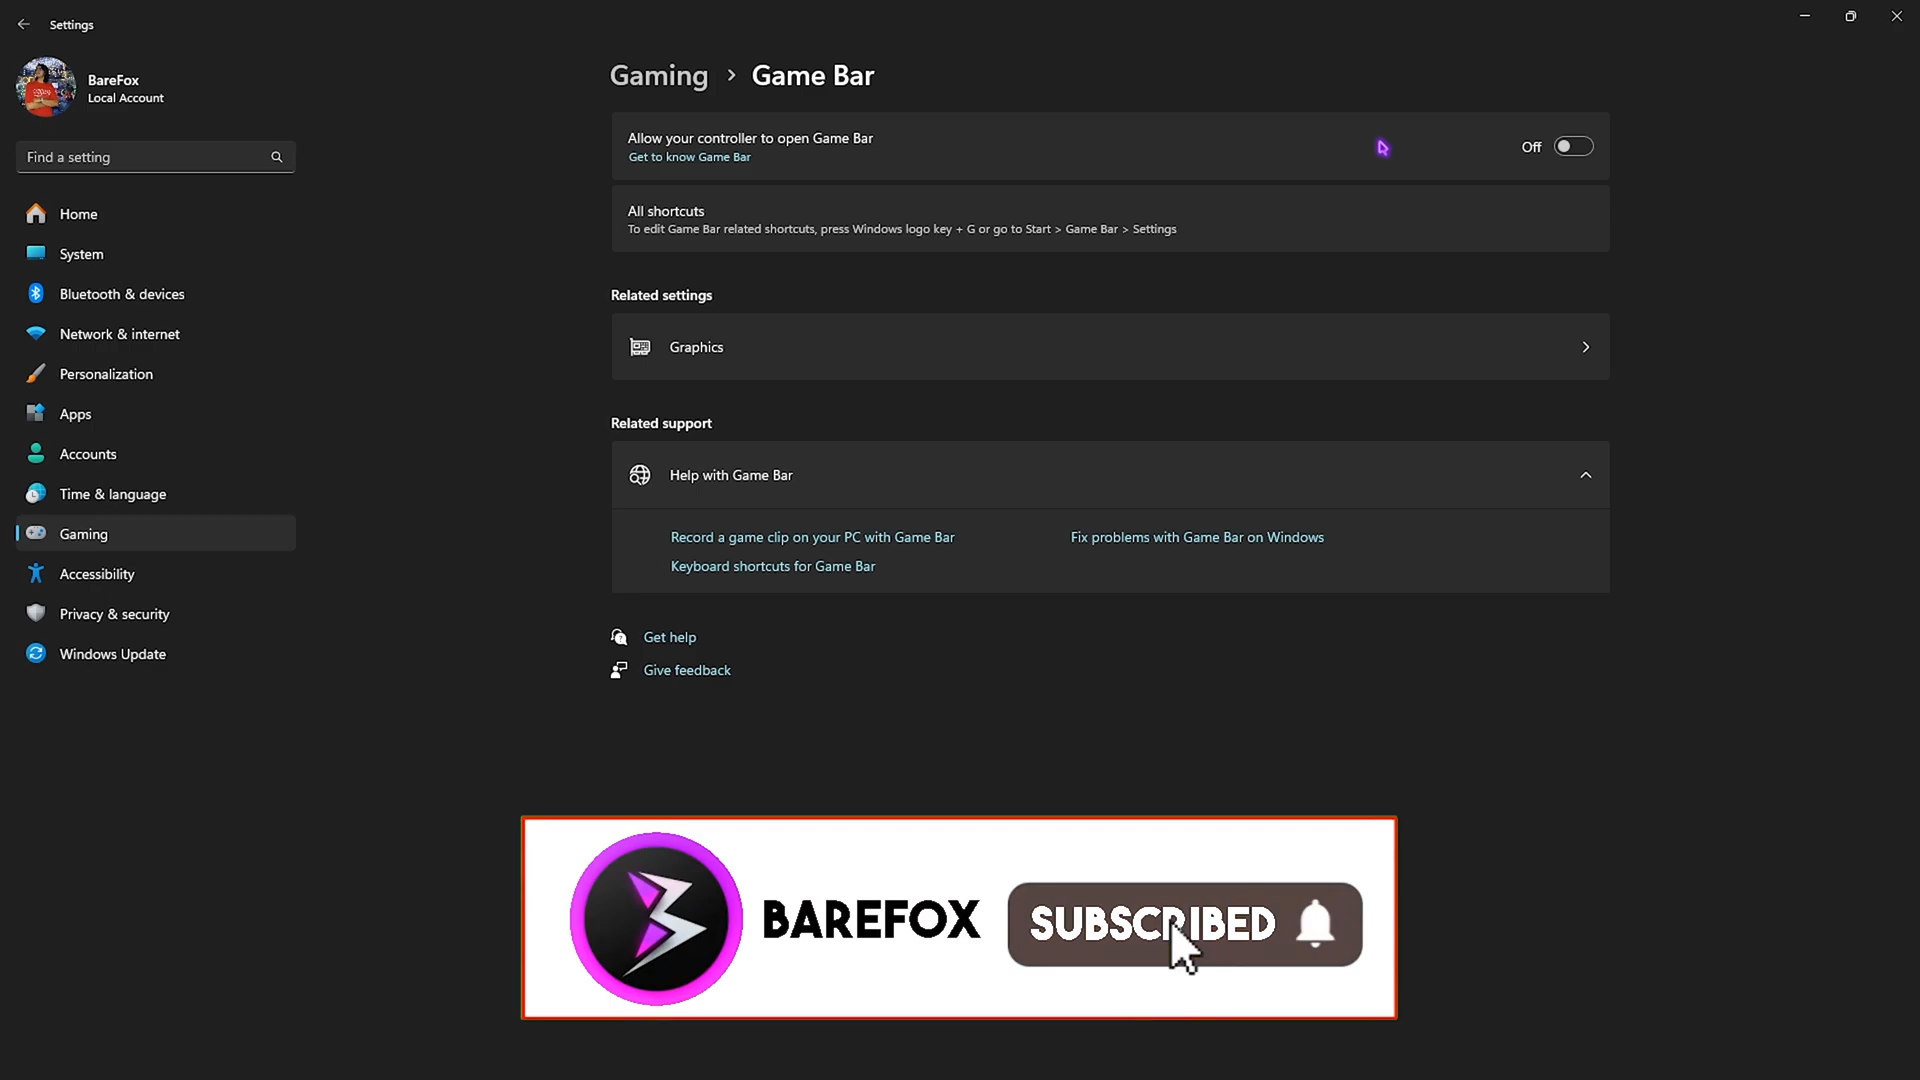 Settings
BareFox
Local Account
Find a setting
Home
System
Bluetooth & devices
Network & internet
Personalization
Apps
Accounts
Time & language
Gaming
Accessibility
Privacy & security
Windows Update
Gaming > Game Bar
Allow your controller to open Game Bar
Get to know Game Bar
Off
All shortcuts
To edit Game Bar related shortcuts, press Windows logo key + G or go to Start > Game Bar > Settings
Related settings
Graphics
Related support
Help with Game Bar
Record a game clip on your PC with Game Bar
Fix problems with Game Bar on Windows
Keyboard shortcuts for Game Bar
Get help
Give feedback
BAREFOX
SUBSCRIBED